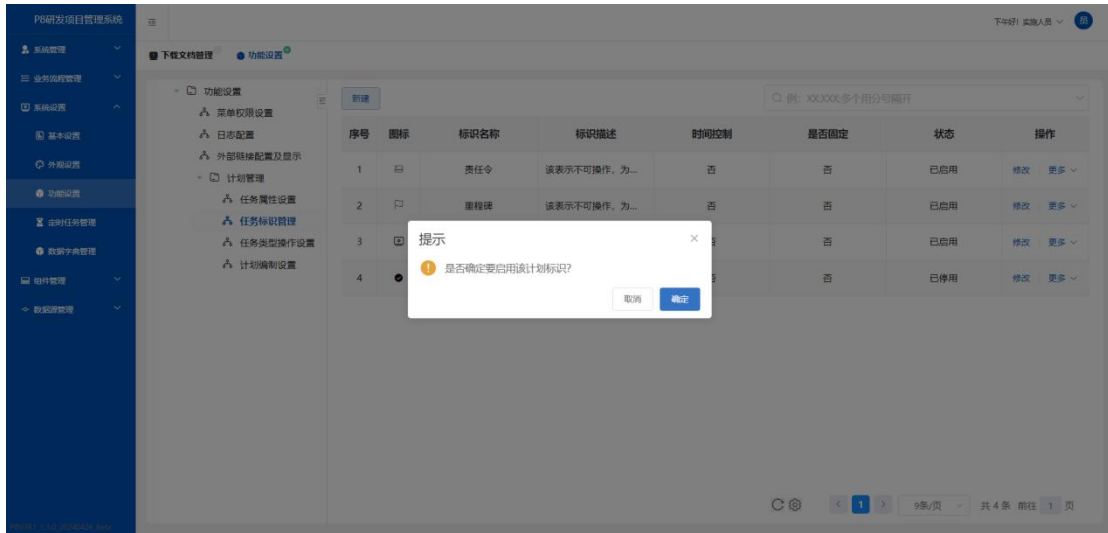 P8研发项目管理系统
下午好! 实施人员
员
系统管理
下载文档管理
功能设置
业务流程管理
系统设置
基本设置
外观设置
功能设置
定时任务管理
数据字典管理
组件管理
数据源管理
功能设置
菜单权限设置
日志配置
外部链接配置及显示
计划管理
任务属性设置
任务标识管理
任务类型操作设置
计划编制设置
新建
例: XX;XXX;多个用分号隔开
序号 图标 标识名称 标识描述 时间控制 是否固定 状态 操作
1 责任令 该表示不可操作，为... 否 否 已启用 修改 更多
2 里程碑 该表示不可操作，为... 否 否 已启用 修改 更多
3 否 已启用 修改 更多
4 否 已停用 修改 更多
提示
是否确定要启用该计划标识?
取消 确定
1 9条/页 共 4 条 前往 1 页